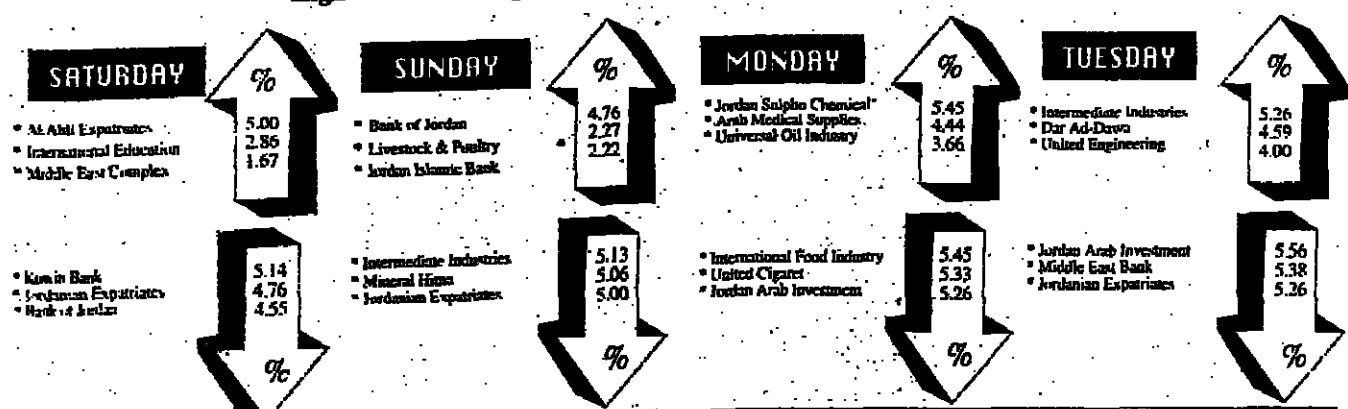 SATURDAY
%
* Al Ahli Expatriates 5.00
* International Education 2.86
* Middle East Complex 1.67
* Bank 5.14
* Jordanian Expatriates 4.76
* Bank of Jordan 4.55
%
SUNDAY
%
* Bank of Jordan 4.76
* Livestock & Poultry 2.27
* Jordan Islamic Bank 2.22
* Intermediate Industries 5.13
* Mineral 5.06
* Jordanian Expatriates 5.00
%
MONDAY
%
* Jordan Sulpho Chemical 5.45
* Arab Medical Supplies 4.44
* Universal Oil Industry 3.66
* International Food Industry 5.45
* United Cigaret 5.33
* Jordan Arab Investment 5.26
%
TUESDAY
%
* Intermediate Industries 5.26
* Dar Ad-Dawa 4.59
* United Engineering 4.00
* Jordan Arab Investment 5.56
* Middle East Bank 5.38
* Jordanian Expatriates 5.26
%